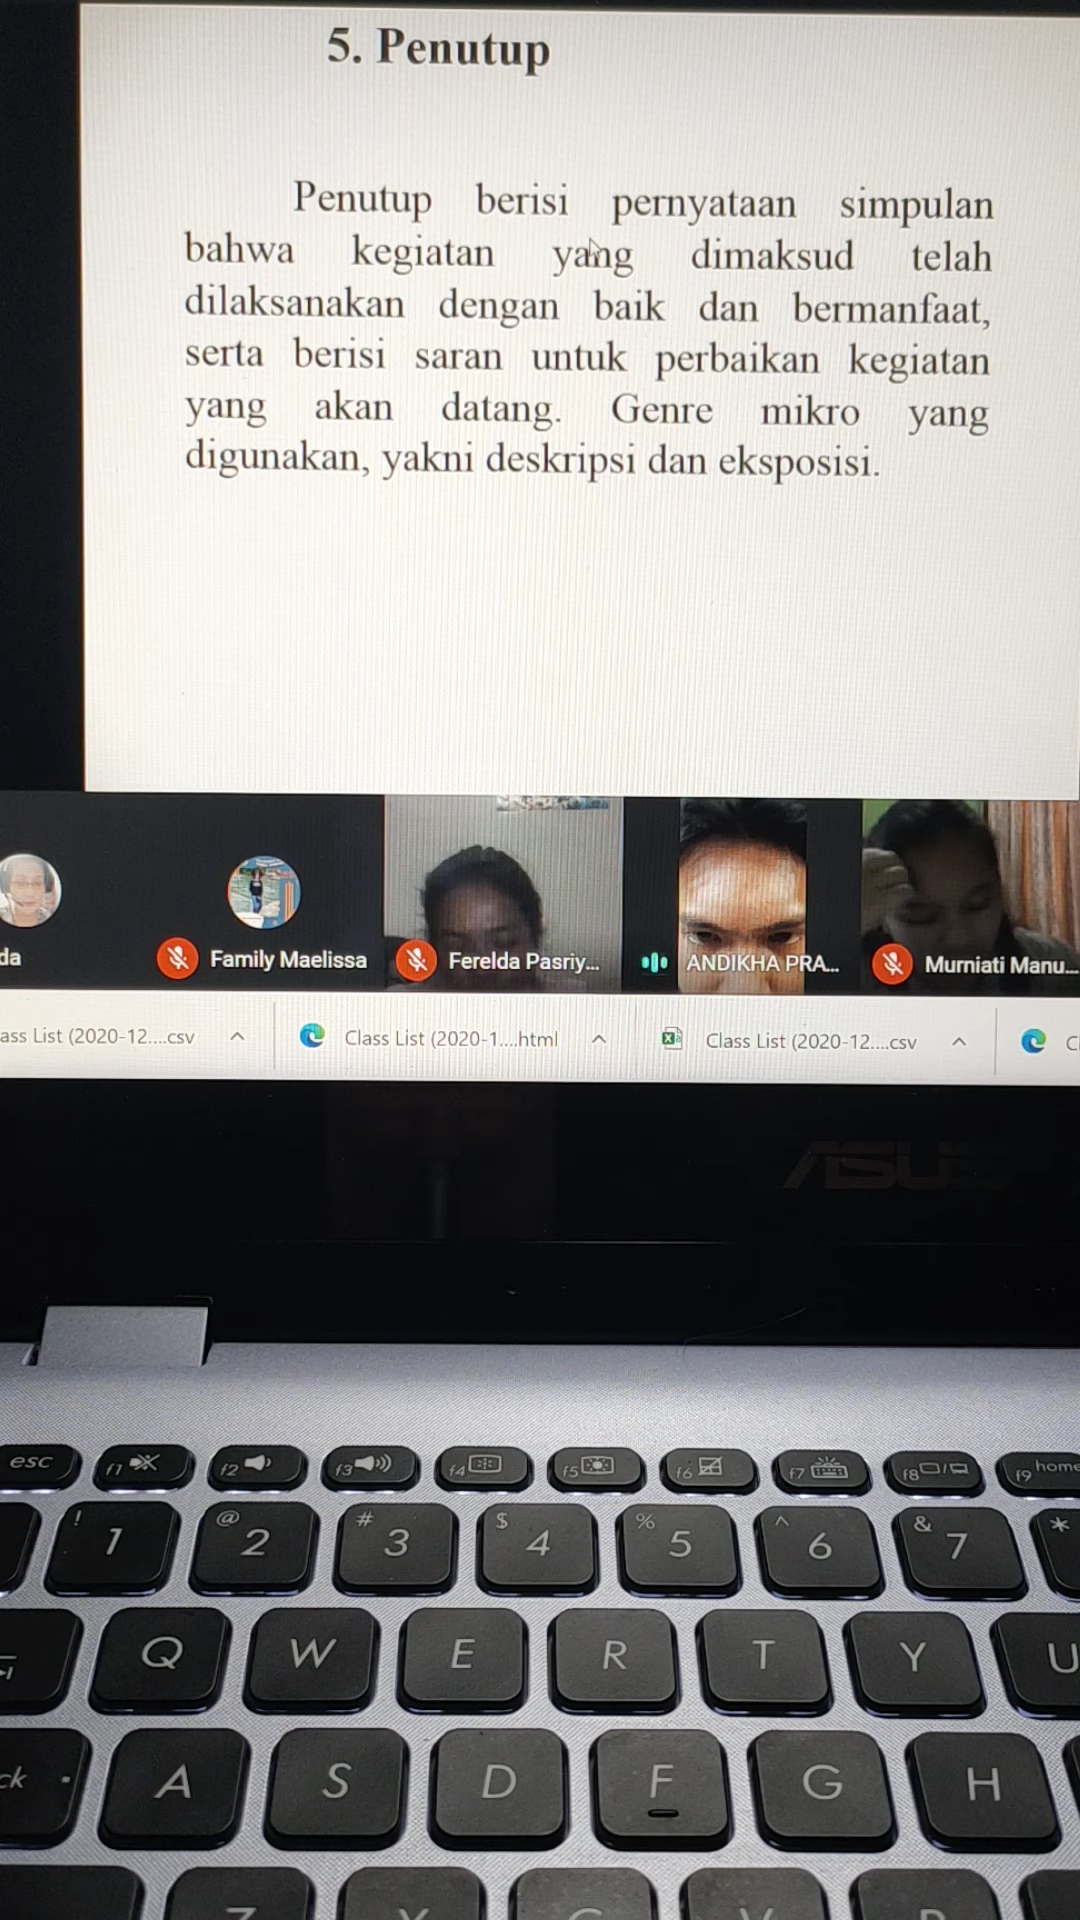 5. Penutup
Penutup berisi pernyataan simpulan
bahwa kegiatan yang dimaksud telah
dilaksanakan dengan baik dan bermanfaat,
serta berisi saran untuk perbaikan kegiatan
yang akan datang. Genre mikro yang
digunakan, yakni deskripsi dan eksposisi.
da
Family Maelissa
Ferelda Pasriy...
ANDIKHA PRA...
Murniati Manu...
ass List (2020-12....csv
Class List (2020-1....html
Class List (2020-12....csv
ASUS
esc f1 f2 f3 f4 f5 f6 f7 f8 f9 home
! 1 @ 2 # 3 $ 4 % 5 ^ 6 & 7 *
Q W E R T Y U
ck A S D F G H